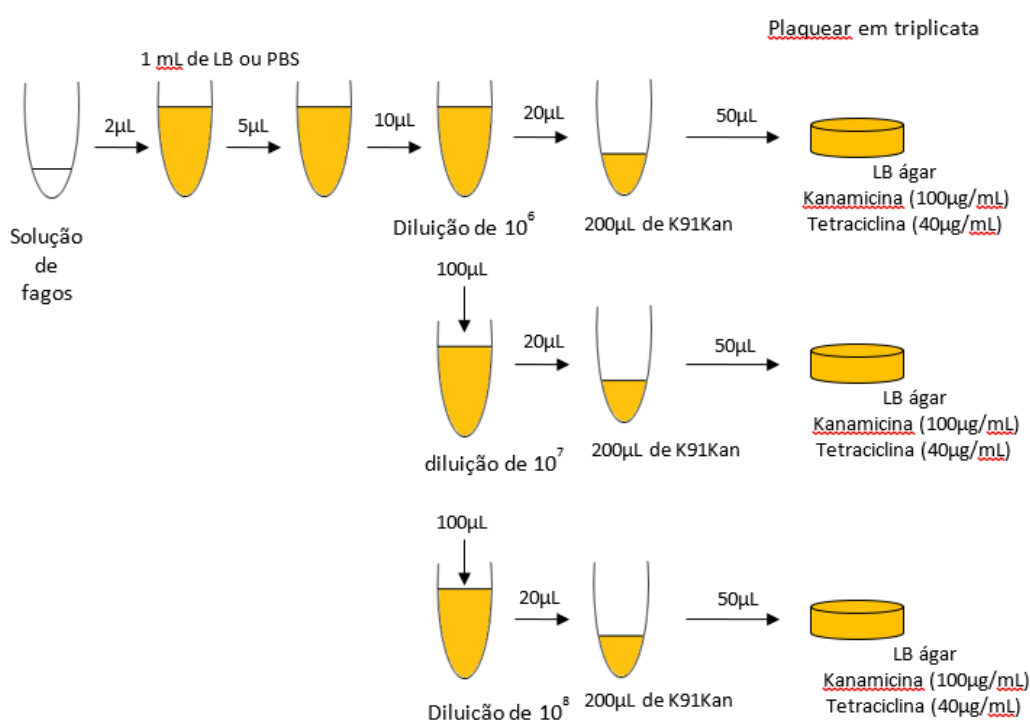 Plaquear em triplicata
1 mL de LB ou PBS
2µL
5µL
10µL
20µL
50µL
Solução
de
fagos
Diluição de 10⁶
200µL de K91Kan
LB ágar
Kanamicina (100µg/mL)
Tetraciclina (40µg/mL)
100µL
20µL
50µL
diluição de 10⁷
200µL de K91Kan
LB ágar
Kanamicina (100µg/mL)
Tetraciclina (40µg/mL)
100µL
20µL
50µL
Diluição de 10⁸
200µL de K91Kan
LB ágar
Kanamicina (100µg/mL)
Tetraciclina (40µg/mL)